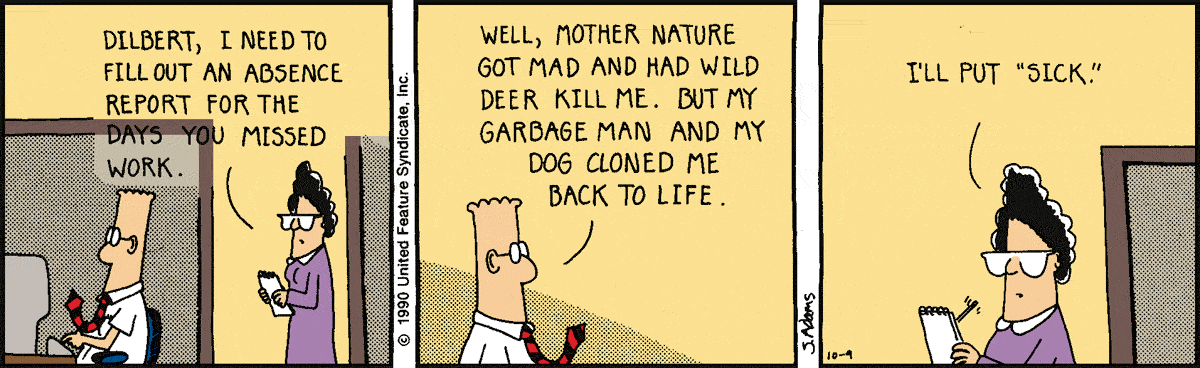 DILBERT, I NEED TO
FILL OUT AN ABSENCE
REPORT FOR THE
DAYS YOU MISSED
WORK.
© 1990 United Feature Syndicate, Inc.
WELL, MOTHER NATURE
GOT MAD AND HAD WILD
DEER KILL ME. BUT MY
GARBAGE MAN AND MY
DOG CLONED ME
BACK TO LIFE.
S. Adams
I'LL PUT "SICK."
10-9